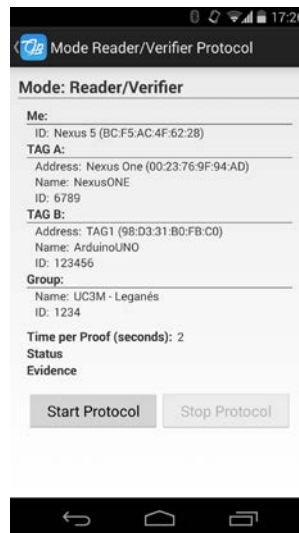 17:20
Mode Reader/Verifier Protocol
Mode: Reader/Verifier
Me:
ID: Nexus 5 (BC:F5:AC:4F:62:28)
TAG A:
Address: Nexus One (00:23:76:9F:94:AD)
Name: NexusONE
ID: 6789
TAG B:
Address: TAG1 (98:D3:31:B0:FB:C0)
Name: ArduinoUNO
ID: 123456
Group:
Name: UC3M - Leganés
ID: 1234
Time per Proof (seconds): 2
Status
Evidence
Start Protocol Stop Protocol